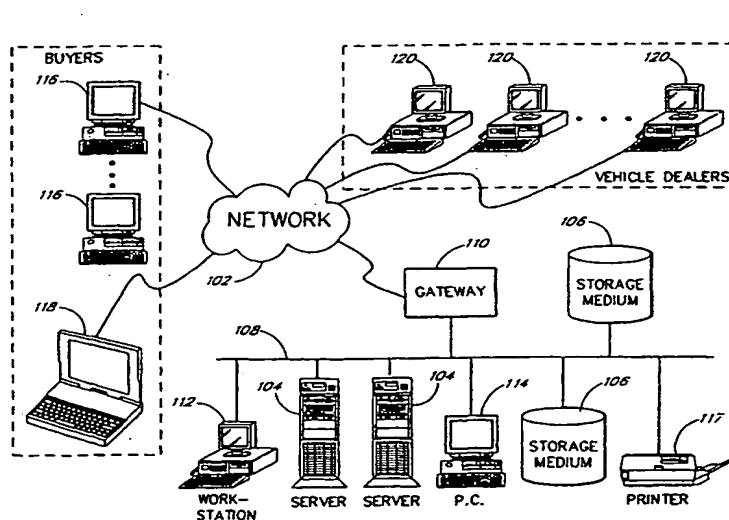 BUYERS
116
116
118
120
120
120
VEHICLE DEALERS
NETWORK
102
110
GATEWAY
106
STORAGE
MEDIUM
108
112
WORK-
STATION
104
SERVER
104
SERVER
114
P.C.
106
STORAGE
MEDIUM
117
PRINTER